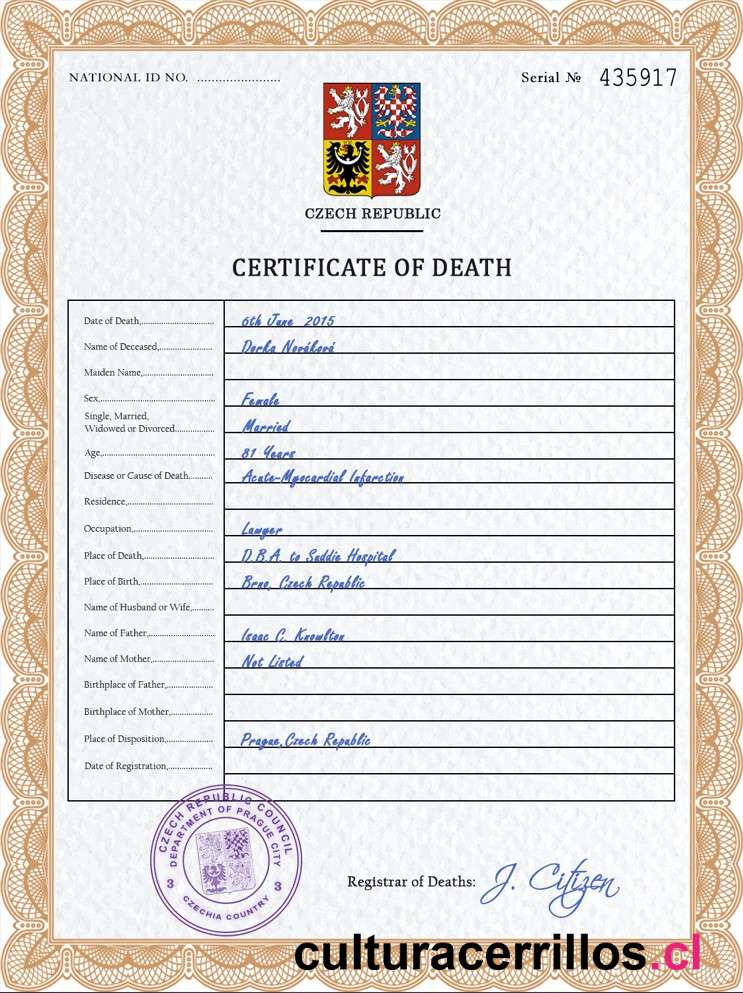 NATIONAL ID NO. .......................
Serial № 435917
CZECH REPUBLIC
CERTIFICATE OF DEATH
Date of Death,................................ 6th June 2015
Name of Deceased,....................... Dorka Nováková
Maiden Name,...............................
Sex,.................................................. Female
Single, Married,
Widowed or Divorced................. Married
Age,................................................. 81 Years
Disease or Cause of Death.......... Acute-Myocardial Infarction
Residence,......................................
Occupation,................................... Lawyer
Place of Death,............................... D.B.A. to Suddie Hospital
Place of Birth,................................ Brno, Czech Republic
Name of Husband or Wife,..........
Name of Father,............................. Isaac C. Knowlton
Name of Mother,........................... Not Listed
Birthplace of Father,....................
Birthplace of Mother,...................
Place of Disposition,..................... Prague,Czech Republic
Date of Registration,...................
CZECH REPUBLIC COUNCIL
DEPARTMENT OF PRAGUE CITY
3 3
CZECHIA COUNTRY
Registrar of Deaths: J. Citizen
culturacerrillos.cl